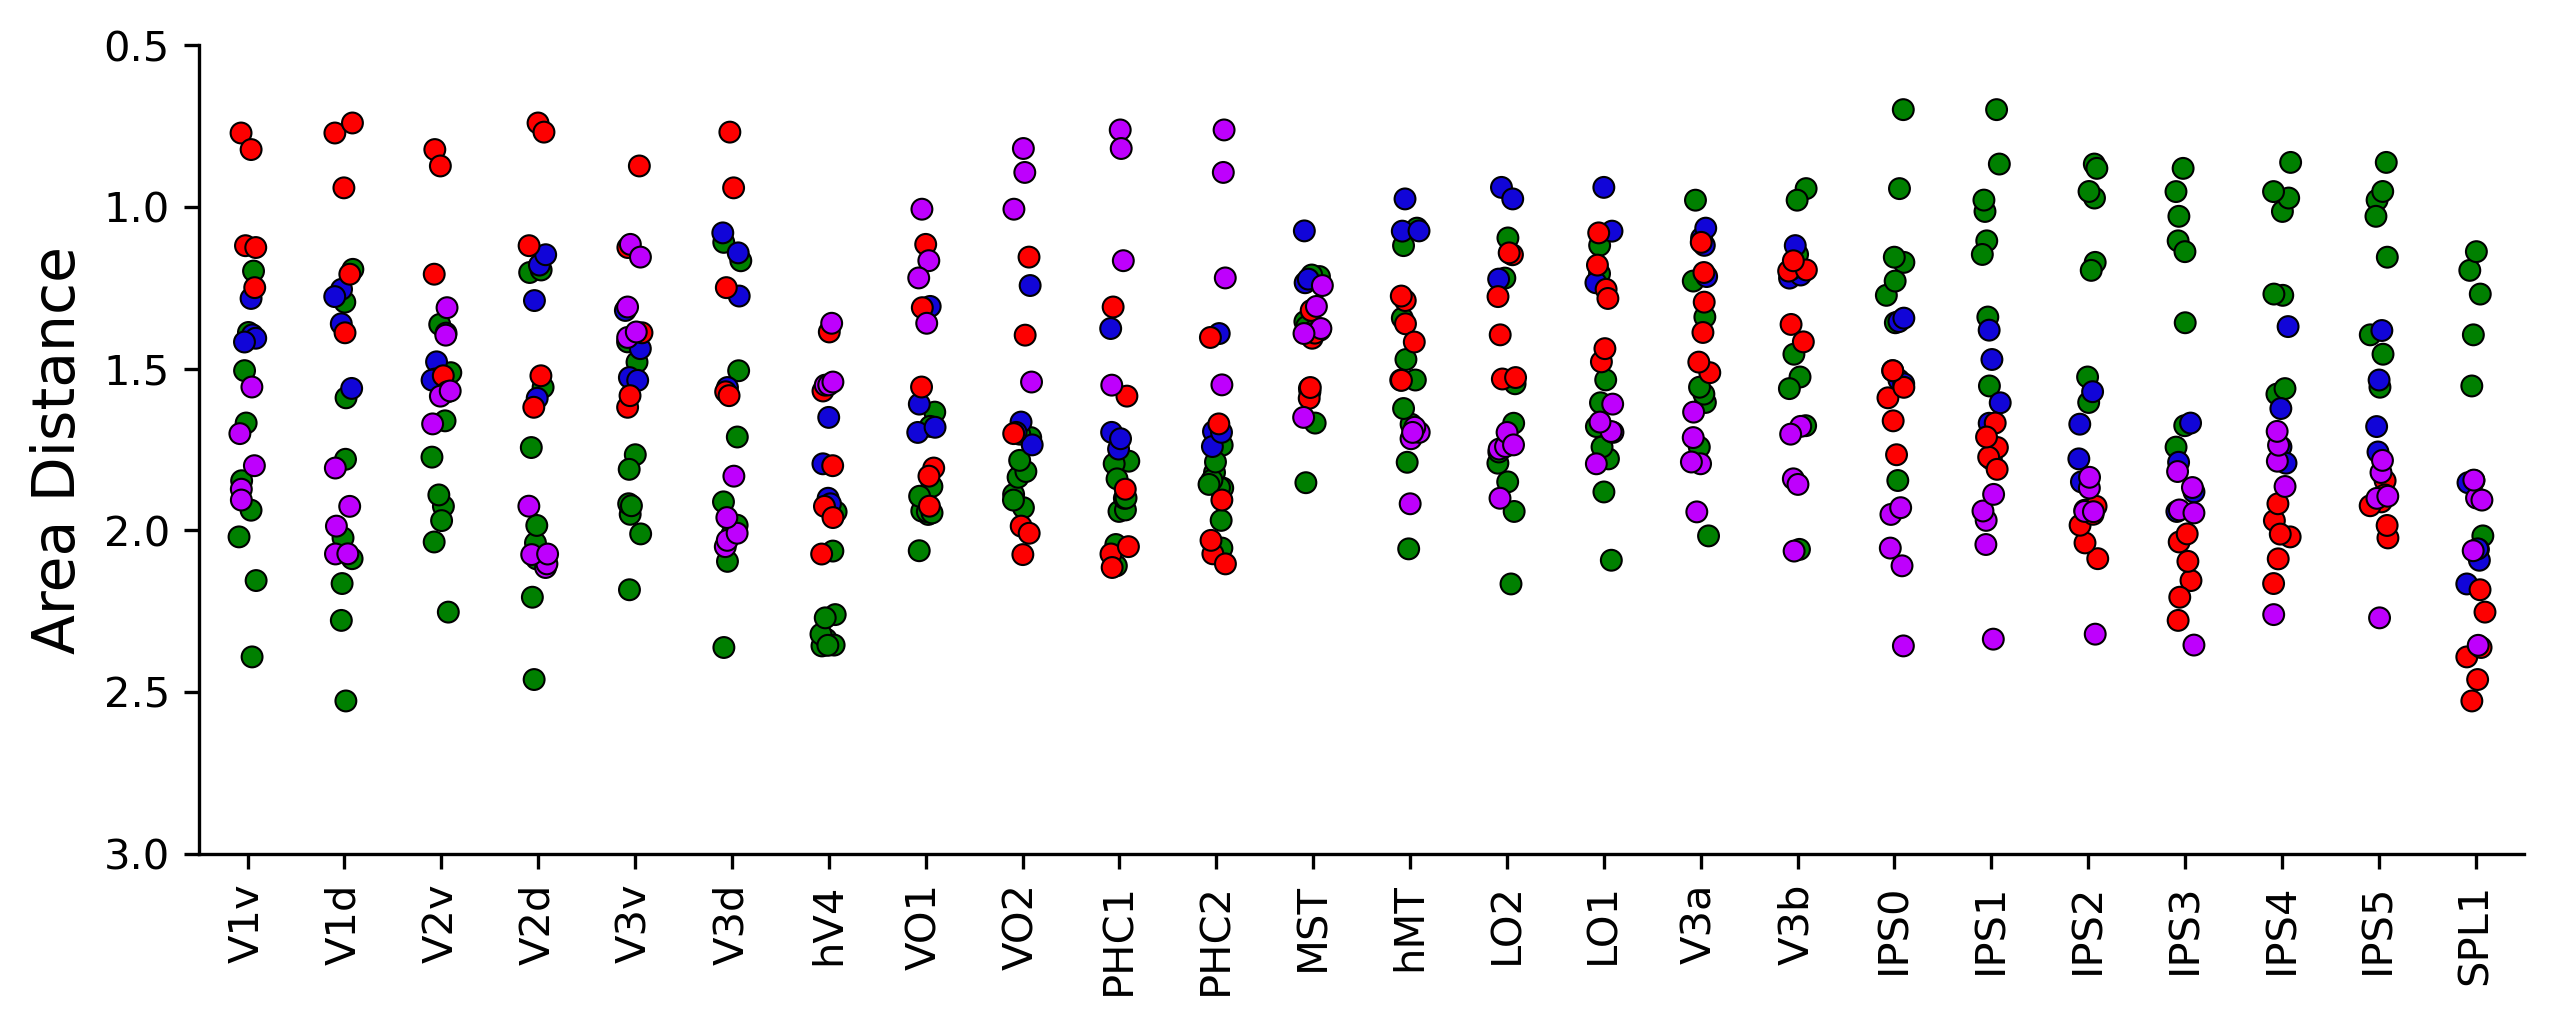 0.5
1.0
1.5
2.0
2.5
3.0
Area Distance
V1v
V1d
V2v
V2d
V3v
V3d
hV4
VO1
VO2
PHC1
PHC2
MST
hMT
LO2
LO1
V3a
V3b
IPS0
IPS1
IPS2
IPS3
IPS4
IPS5
SPL1